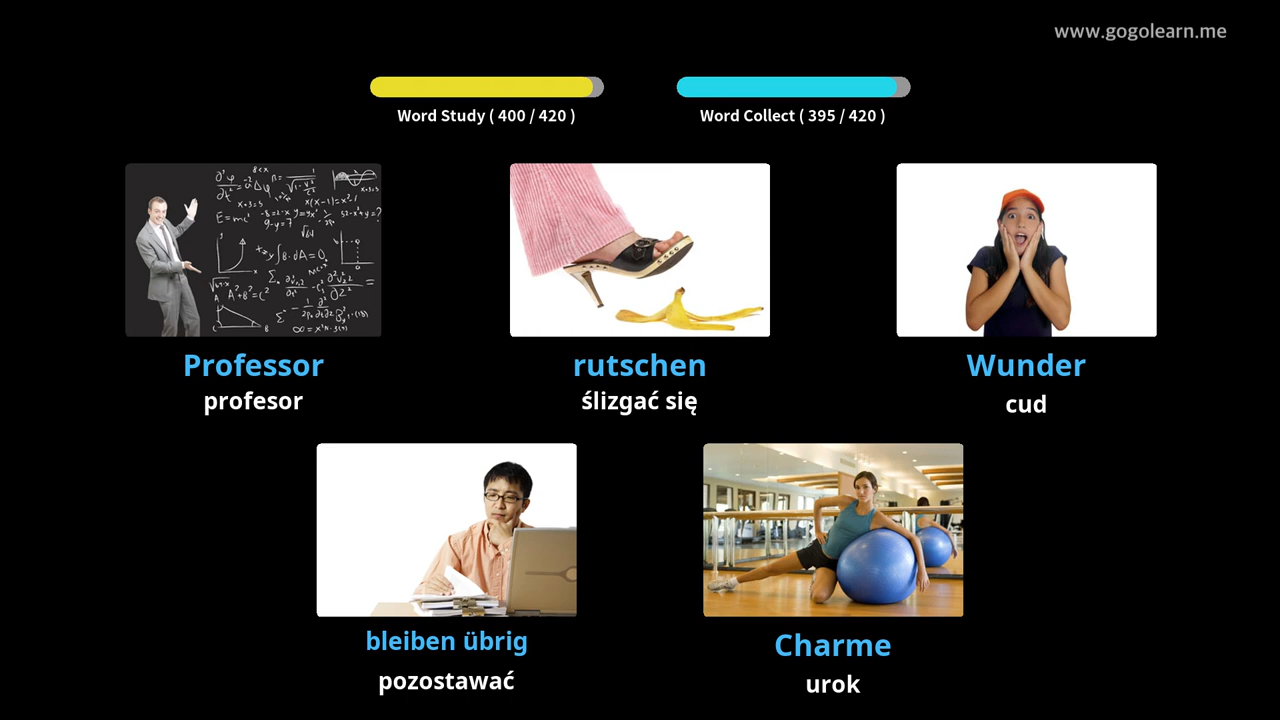 www.gogolearn.me
Word Study ( 400 / 420 )
Word Collect ( 395 / 420 )
Professor
profesor
rutschen
ślizgać się
Wunder
cud
bleiben übrig
pozostawać
Charme
urok